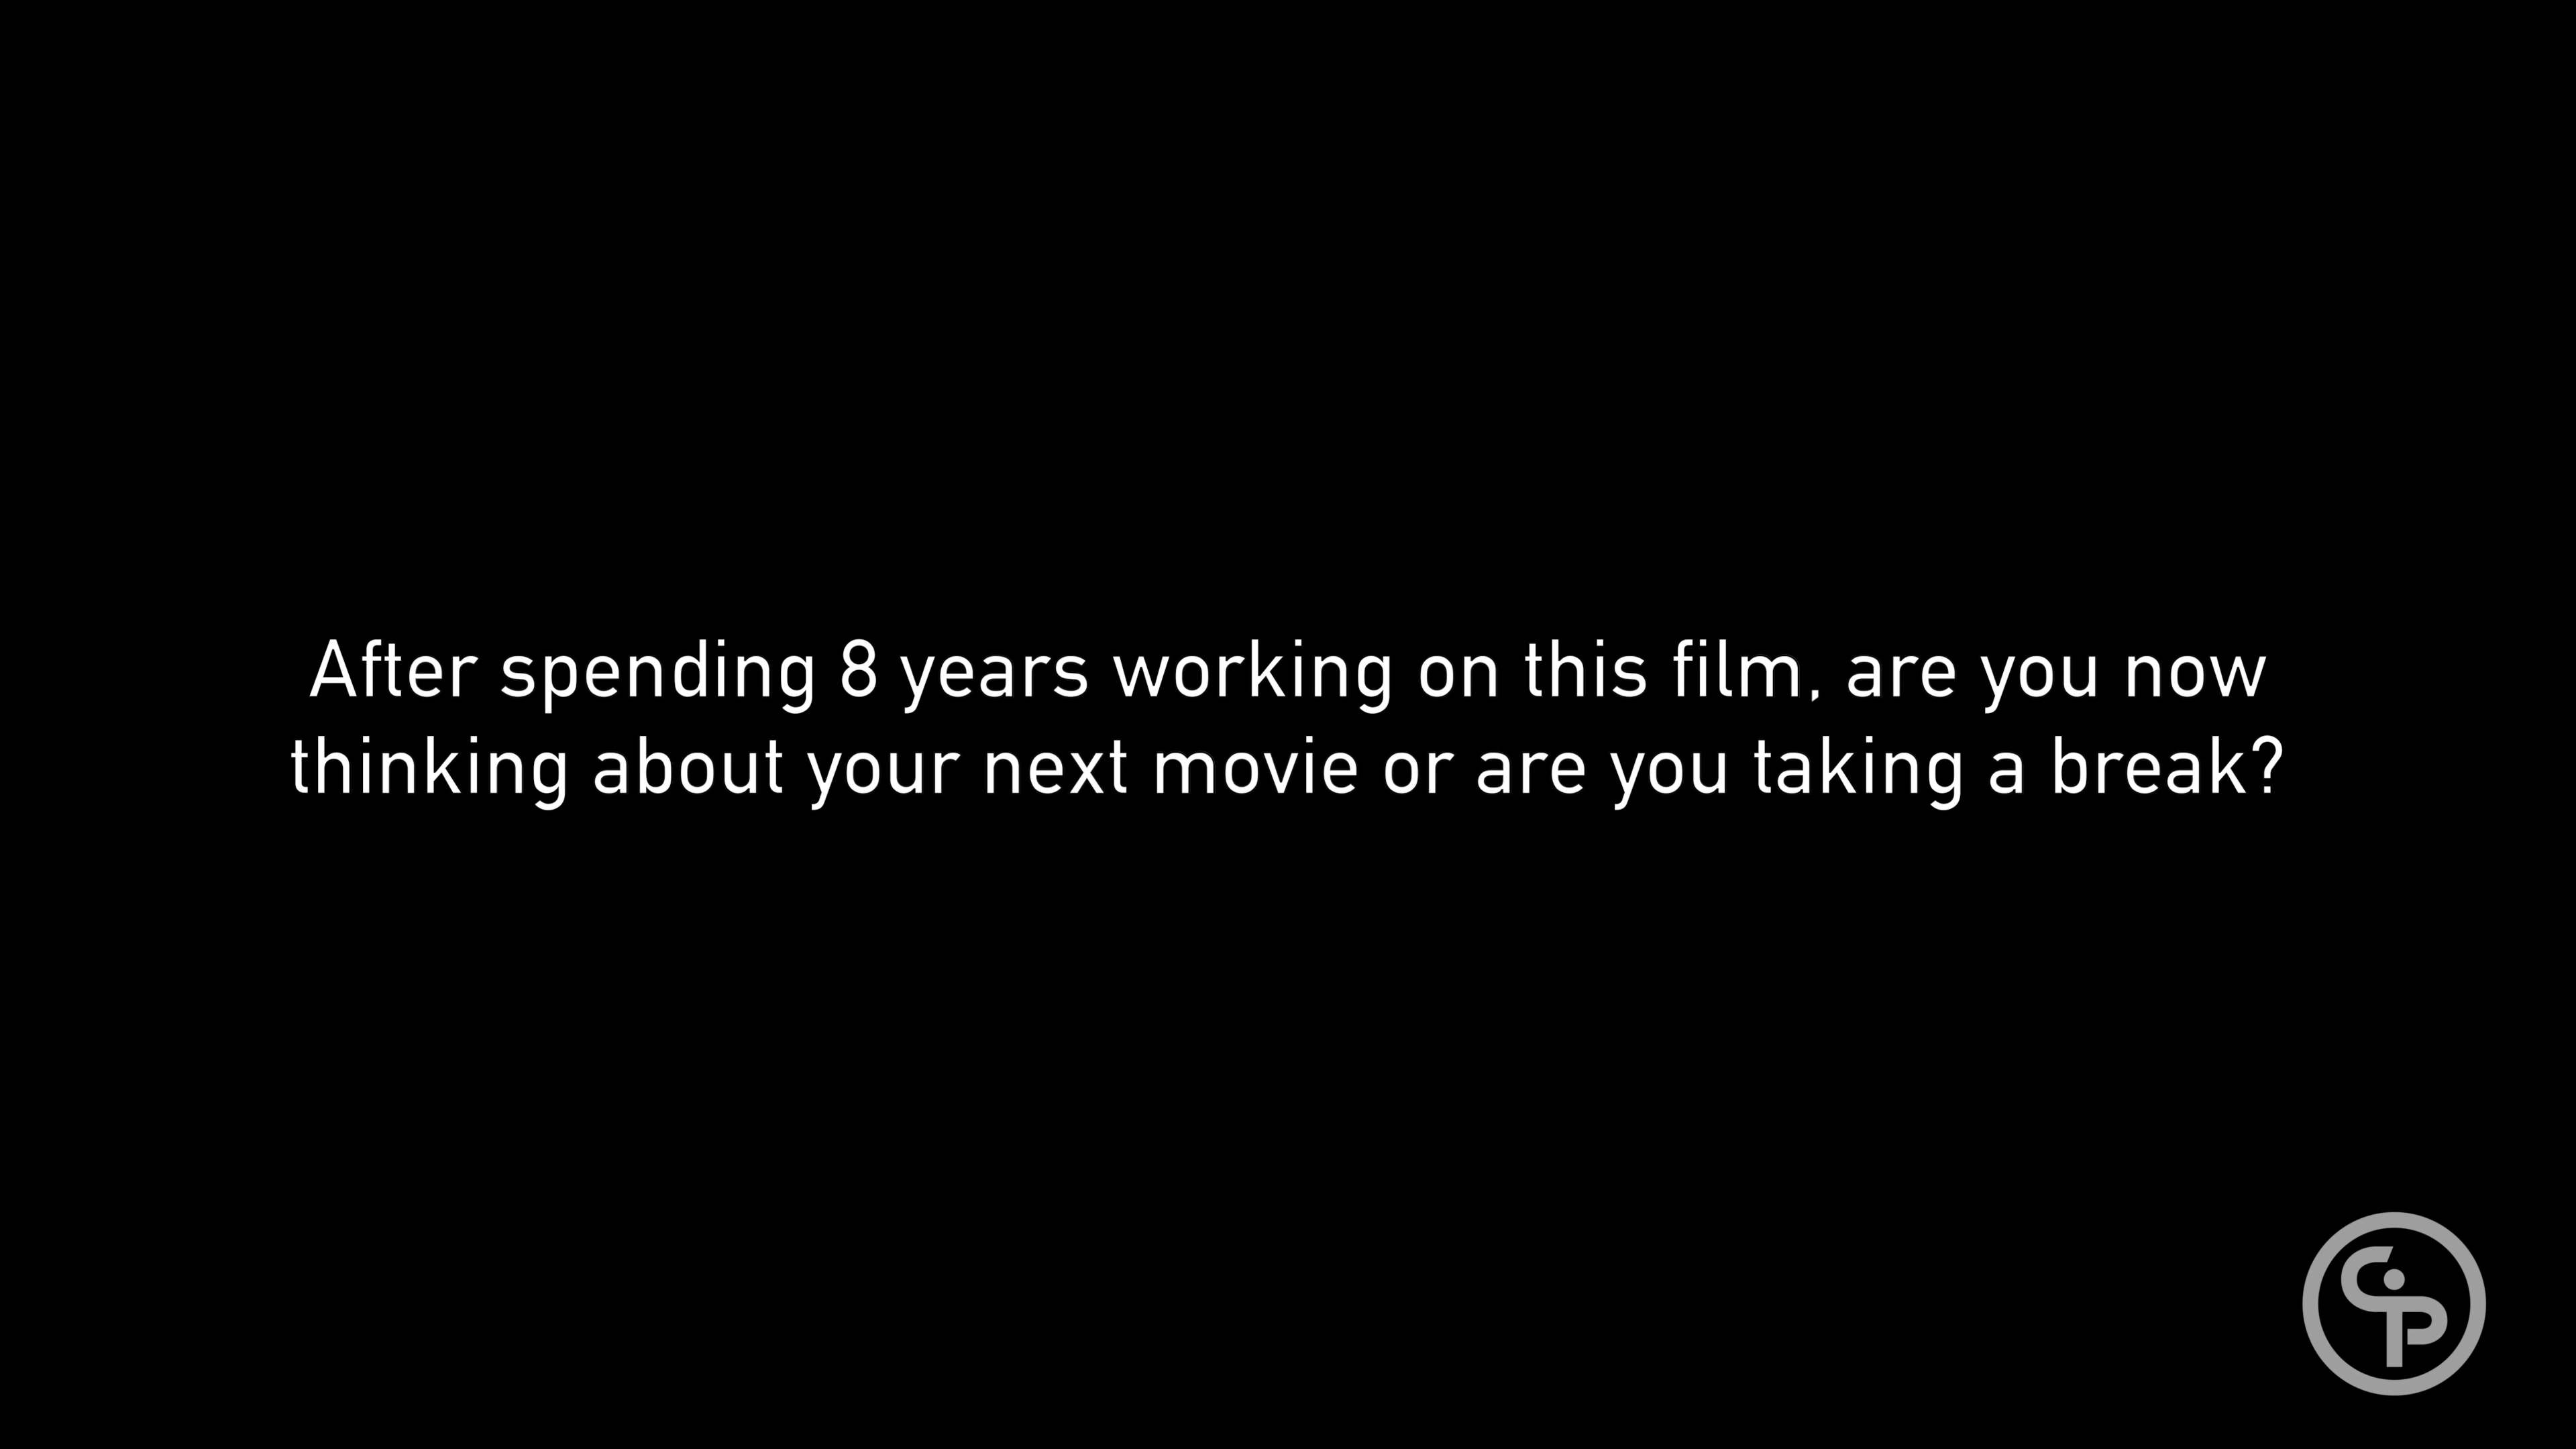 After spending 8 years working on this film, are you now
thinking about your next movie or are you taking a break?